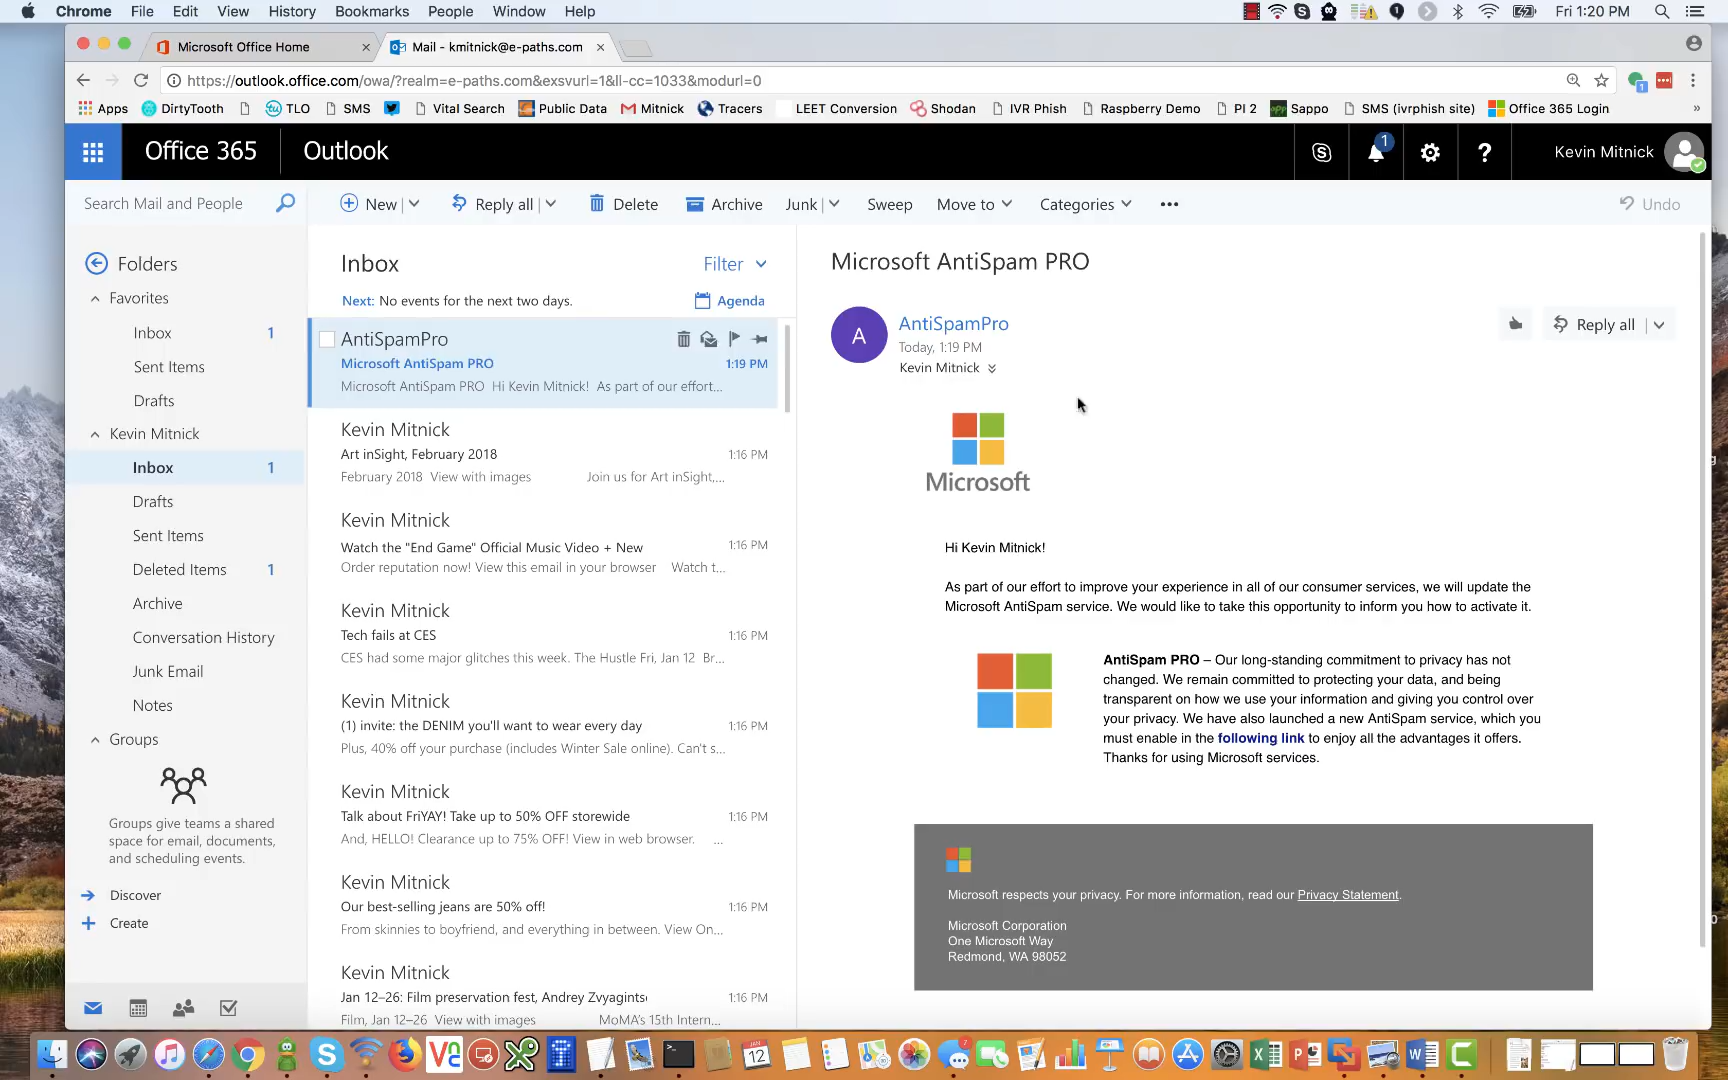 Chrome File Edit View History Bookmarks People Window Help Fri 1:20 PM
Microsoft Office Home Mail - kmitnick@e-paths.com
https://outlook.office.com/owa/?realm=e-paths.com&exsvurl=1&ll-cc=1033&modurl=0
Apps DirtyTooth TLO SMS Vital Search Public Data Mitnick Tracers LEET Conversion Shodan IVR Phish Raspberry Demo PI 2 Sappo SMS (ivrphish site) Office 365 Login »
Office 365 Outlook 1 ? Kevin Mitnick
Search Mail and People New Reply all Delete Archive Junk Sweep Move to Categories ••• Undo
Folders
Favorites
Inbox 1
Sent Items
Drafts
Kevin Mitnick
Inbox 1
Drafts
Sent Items
Deleted Items 1
Archive
Conversation History
Junk Email
Notes
Groups
Groups give teams a shared
space for email, documents,
and scheduling events.
Discover
Create
Inbox Filter
Next: No events for the next two days. Agenda
AntiSpamPro
Microsoft AntiSpam PRO 1:19 PM
Microsoft AntiSpam PRO Hi Kevin Mitnick! As part of our effort...
Kevin Mitnick
Art inSight, February 2018 1:16 PM
February 2018 View with images Join us for Art inSight,...
Kevin Mitnick
Watch the "End Game" Official Music Video + New 1:16 PM
Order reputation now! View this email in your browser Watch t...
Kevin Mitnick
Tech fails at CES 1:16 PM
CES had some major glitches this week. The Hustle Fri, Jan 12 Br...
Kevin Mitnick
(1) invite: the DENIM you'll want to wear every day 1:16 PM
Plus, 40% off your purchase (includes Winter Sale online). Can't s...
Kevin Mitnick
Talk about FriYAY! Take up to 50% OFF storewide 1:16 PM
And, HELLO! Clearance up to 75% OFF! View in web browser. ...
Kevin Mitnick
Our best-selling jeans are 50% off! 1:16 PM
From skinnies to boyfriend, and everything in between. View On...
Kevin Mitnick
Jan 12–26: Film preservation fest, Andrey Zvyagints 1:16 PM
Film, Jan 12–26 View with images MoMA's 15th Intern...
Microsoft AntiSpam PRO
A
AntiSpamPro
Today, 1:19 PM
Kevin Mitnick
Reply all
Microsoft
Hi Kevin Mitnick!
As part of our effort to improve your experience in all of our consumer services, we will update the
Microsoft AntiSpam service. We would like to take this opportunity to inform you how to activate it.
AntiSpam PRO – Our long-standing commitment to privacy has not
changed. We remain committed to protecting your data, and being
transparent on how we use your information and giving you control over
your privacy. We have also launched a new AntiSpam service, which you
must enable in the following link to enjoy all the advantages it offers.
Thanks for using Microsoft services.
Microsoft respects your privacy. For more information, read our Privacy Statement.
Microsoft Corporation
One Microsoft Way
Redmond, WA 98052